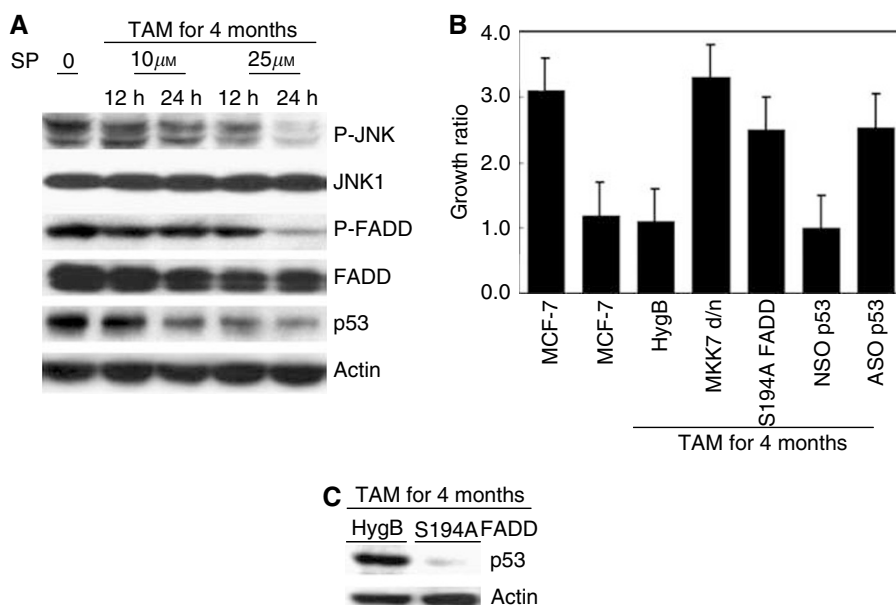 A
TAM for 4 months
SP 0 10μM 25μM
12 h 24 h 12 h 24 h
P-JNK
JNK1
P-FADD
FADD
p53
Actin
B
4.0
3.0
2.0
1.0
0.0
Growth ratio
MCF-7
MCF-7
HygB
MKK7 d/n
S194A FADD
NSO p53
ASO p53
TAM for 4 months
C
TAM for 4 months
HygB S194A FADD
p53
Actin